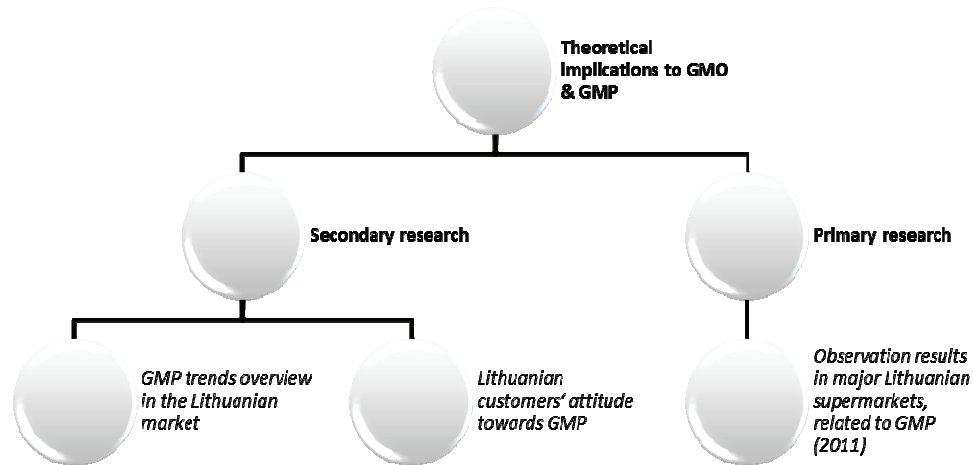 Theoretical
implications to GMO
& GMP
Secondary research
Primary research
GMP trends overview
in the Lithuanian
market
Lithuanian
customers‘ attitude
towards GMP
Observation results
in major Lithuanian
supermarkets,
related to GMP
(2011)